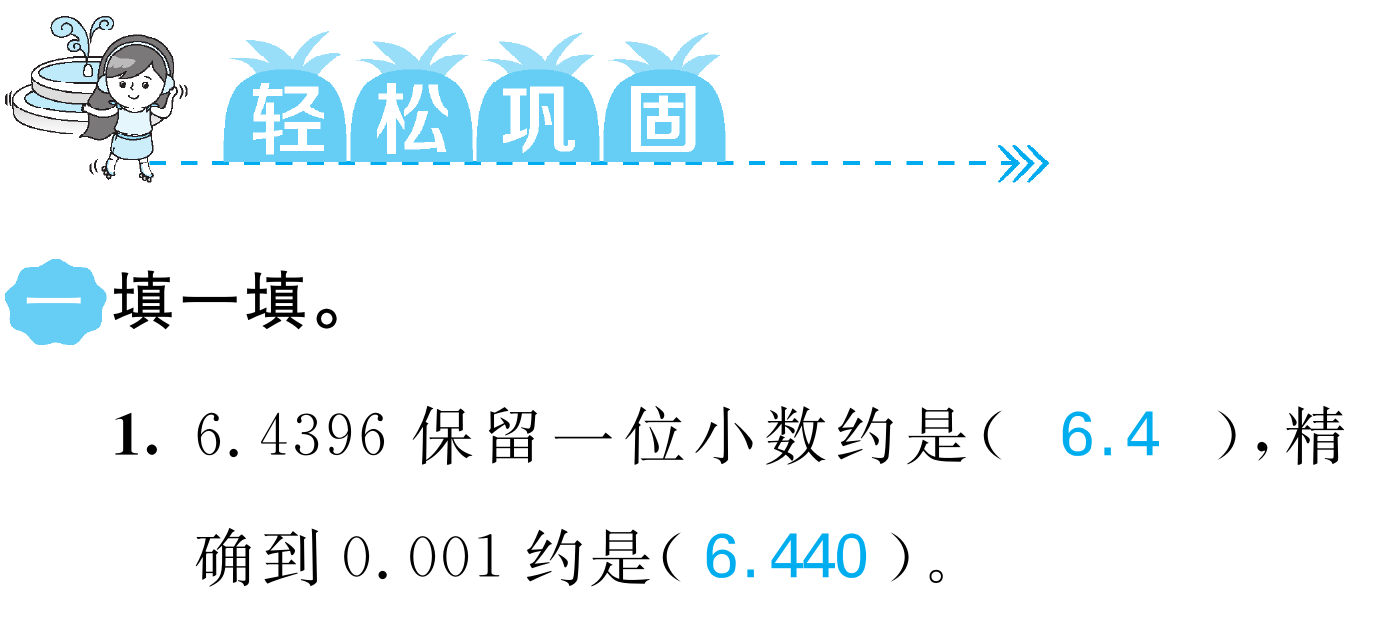 轻松巩固
一 填一填。
1. 6.4396 保留一位小数约是( 6.4 ),精
确到 0.001 约是( 6.440 )。